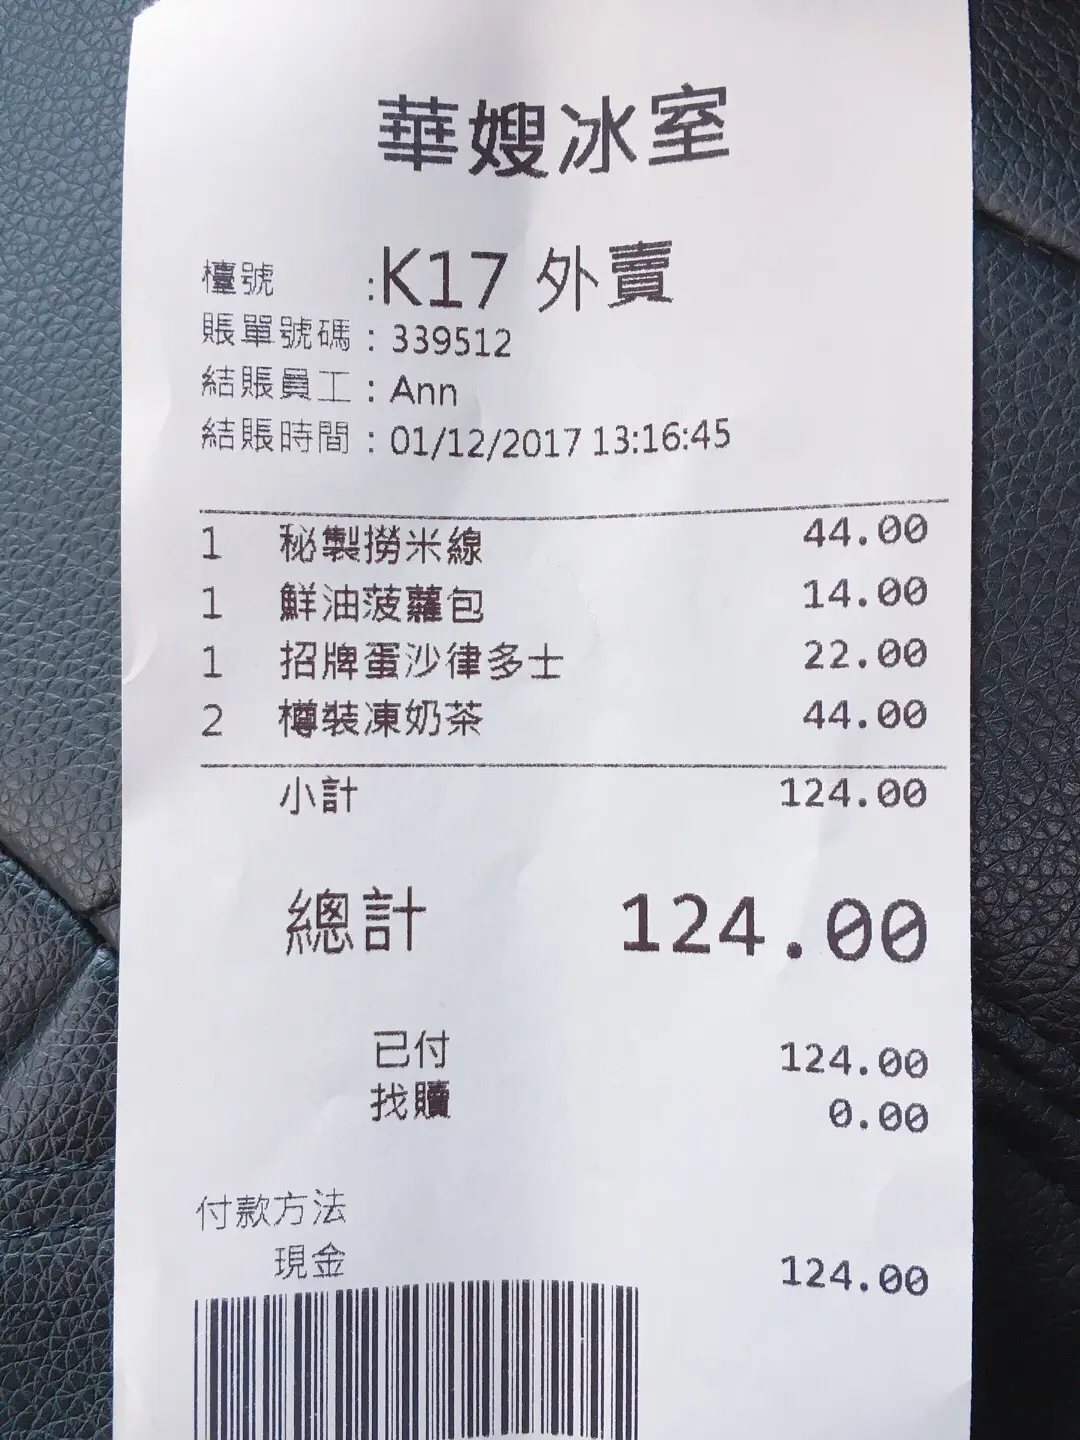 華嫂冰室
檯號 :K17 外賣
賬單號碼 : 339512
結賬員工 : Ann
結賬時間 : 01/12/2017 13:16:45
1 秘製撈米線 44.00
1 鮮油菠蘿包 14.00
1 招牌蛋沙律多士 22.00
2 樽裝凍奶茶 44.00
小計 124.00
總計 124.00
已付 124.00
找贖 0.00
付款方法
現金 124.00